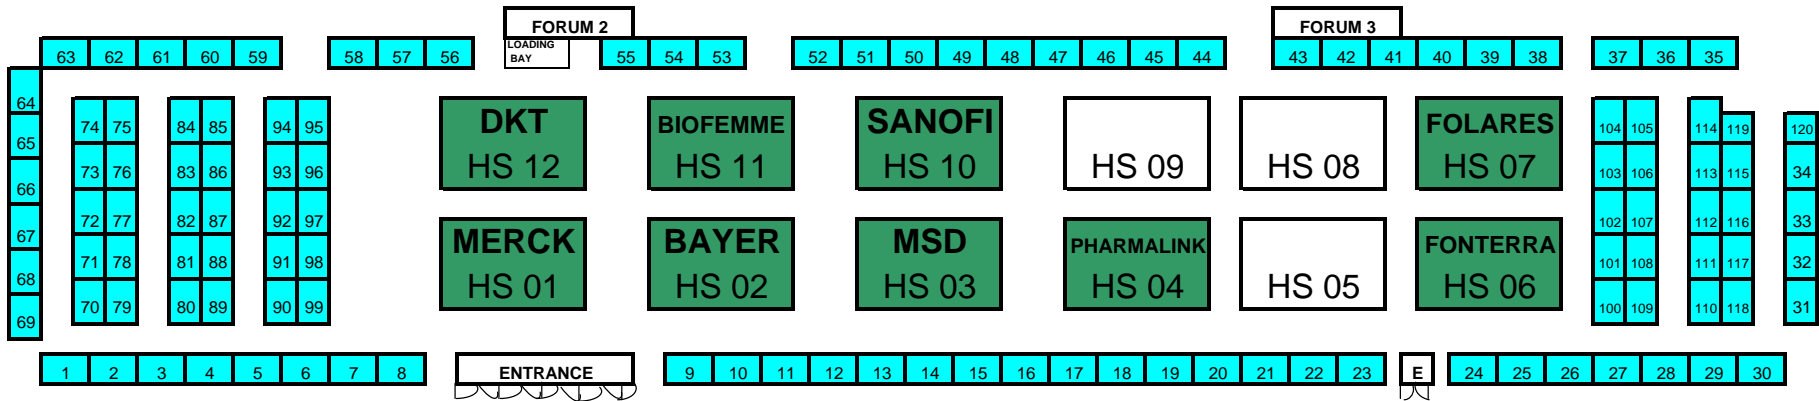 FORUM 2 FORUM 3
LOADING
BAY
63 62 61 60 59 58 57 56 55 54 53 52 51 50 49 48 47 46 45 44 43 42 41 40 39 38 37 36 35
64
74 75 84 85 94 95 DKT BIOFEMME SANOFI FOLARES 104 105 114 119 120
65
73 76 83 86 93 96 HS 12 HS 11 HS 10 HS 09 HS 08 HS 07 103 106 113 115 34
66
72 77 82 87 92 97 102 107 112 116 33
67
MERCK BAYER MSD PHARMALINK FONTERRA
71 78 81 88 91 98 101 108 111 117 32
68
HS 01 HS 02 HS 03 HS 04 HS 05 HS 06
70 79 80 89 90 99 100 109 110 118 31
69
1 2 3 4 5 6 7 8 ENTRANCE 9 10 11 12 13 14 15 16 17 18 19 20 21 22 23 E 24 25 26 27 28 29 30